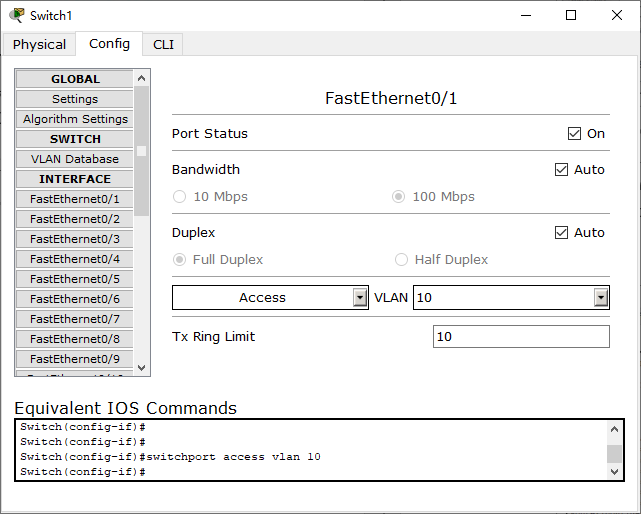 Switch1
Physical Config CLI
GLOBAL
Settings
Algorithm Settings
SWITCH
VLAN Database
INTERFACE
FastEthernet0/1
FastEthernet0/2
FastEthernet0/3
FastEthernet0/4
FastEthernet0/5
FastEthernet0/6
FastEthernet0/7
FastEthernet0/8
FastEthernet0/9
FastEthernet0/10
FastEthernet0/1
Port Status On
Bandwidth Auto
10 Mbps 100 Mbps
Duplex Auto
Full Duplex Half Duplex
Access VLAN 10
Tx Ring Limit 10
Equivalent IOS Commands
Switch(config-if)#
Switch(config-if)#
Switch(config-if)#switchport access vlan 10
Switch(config-if)#